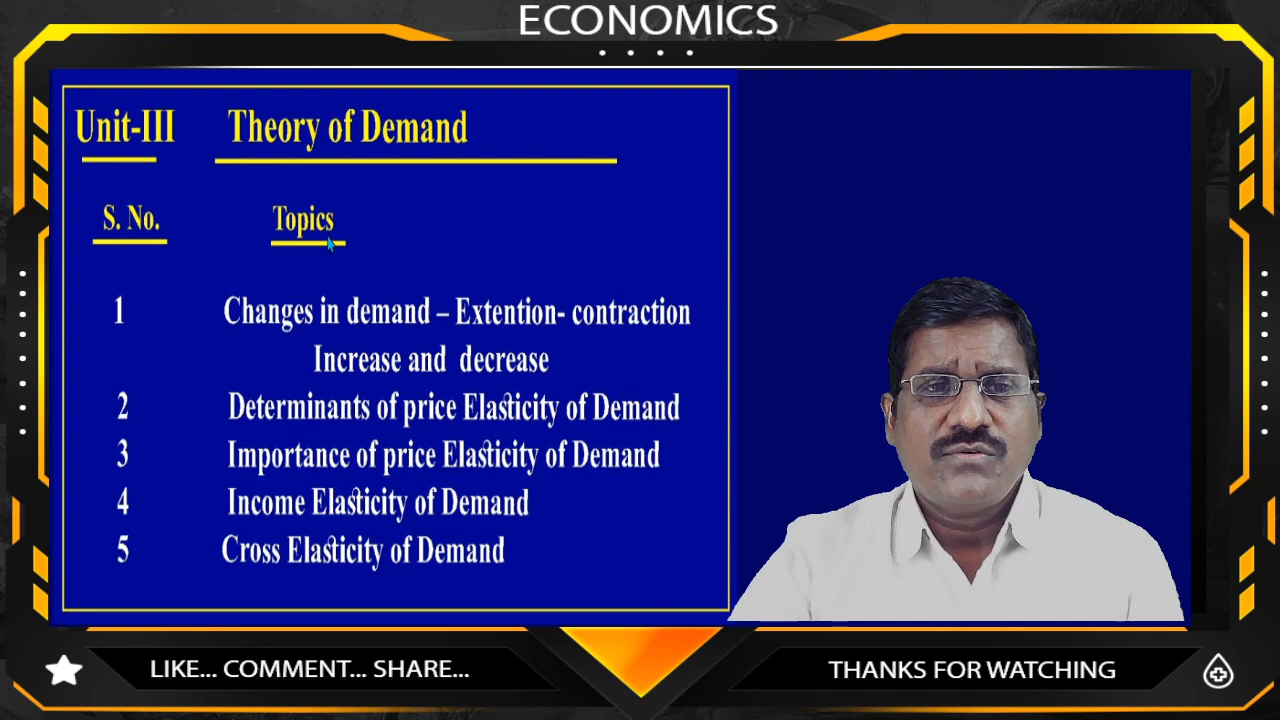 ECONOMICS
Unit-III Theory of Demand
S. No. Topics
1 Changes in demand – Extention- contraction
Increase and decrease
2 Determinants of price Elasticity of Demand
3 Importance of price Elasticity of Demand
4 Income Elasticity of Demand
5 Cross Elasticity of Demand
LIKE... COMMENT... SHARE... THANKS FOR WATCHING